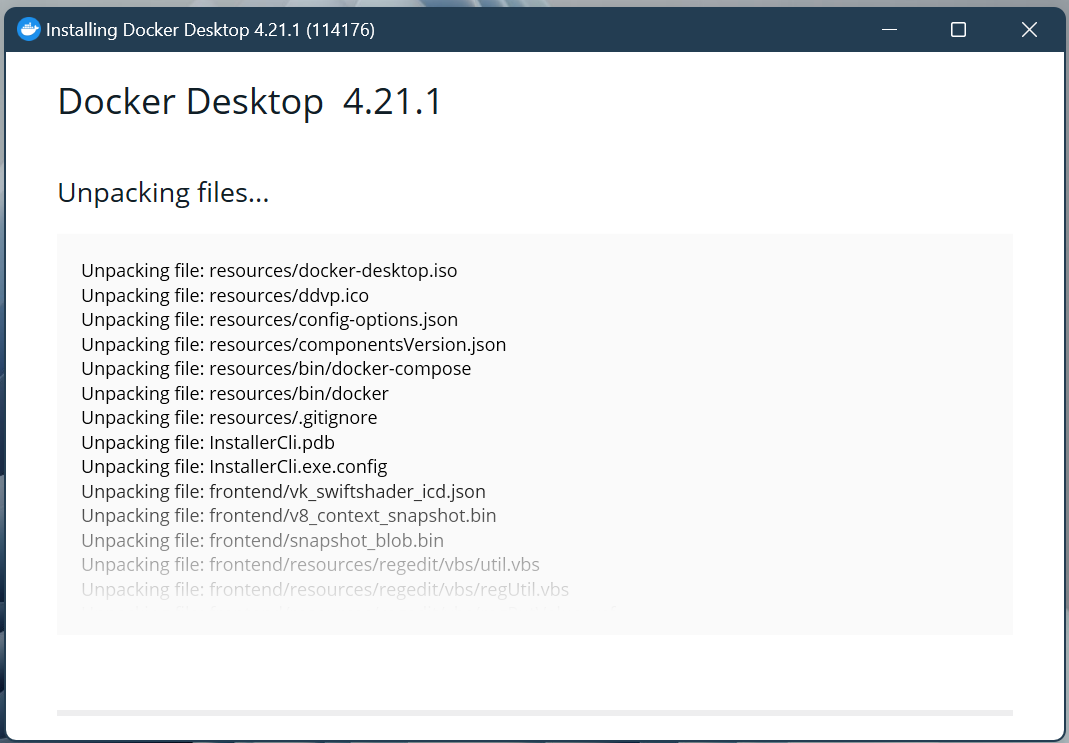 Installing Docker Desktop 4.21.1 (114176)
Docker Desktop 4.21.1
Unpacking files...
Unpacking file: resources/docker-desktop.iso
Unpacking file: resources/ddvp.ico
Unpacking file: resources/config-options.json
Unpacking file: resources/componentsVersion.json
Unpacking file: resources/bin/docker-compose
Unpacking file: resources/bin/docker
Unpacking file: resources/.gitignore
Unpacking file: InstallerCli.pdb
Unpacking file: InstallerCli.exe.config
Unpacking file: frontend/vk_swiftshader_icd.json
Unpacking file: frontend/v8_context_snapshot.bin
Unpacking file: frontend/snapshot_blob.bin
Unpacking file: frontend/resources/regedit/vbs/util.vbs
Unpacking file: frontend/resources/regedit/vbs/regUtil.vbs